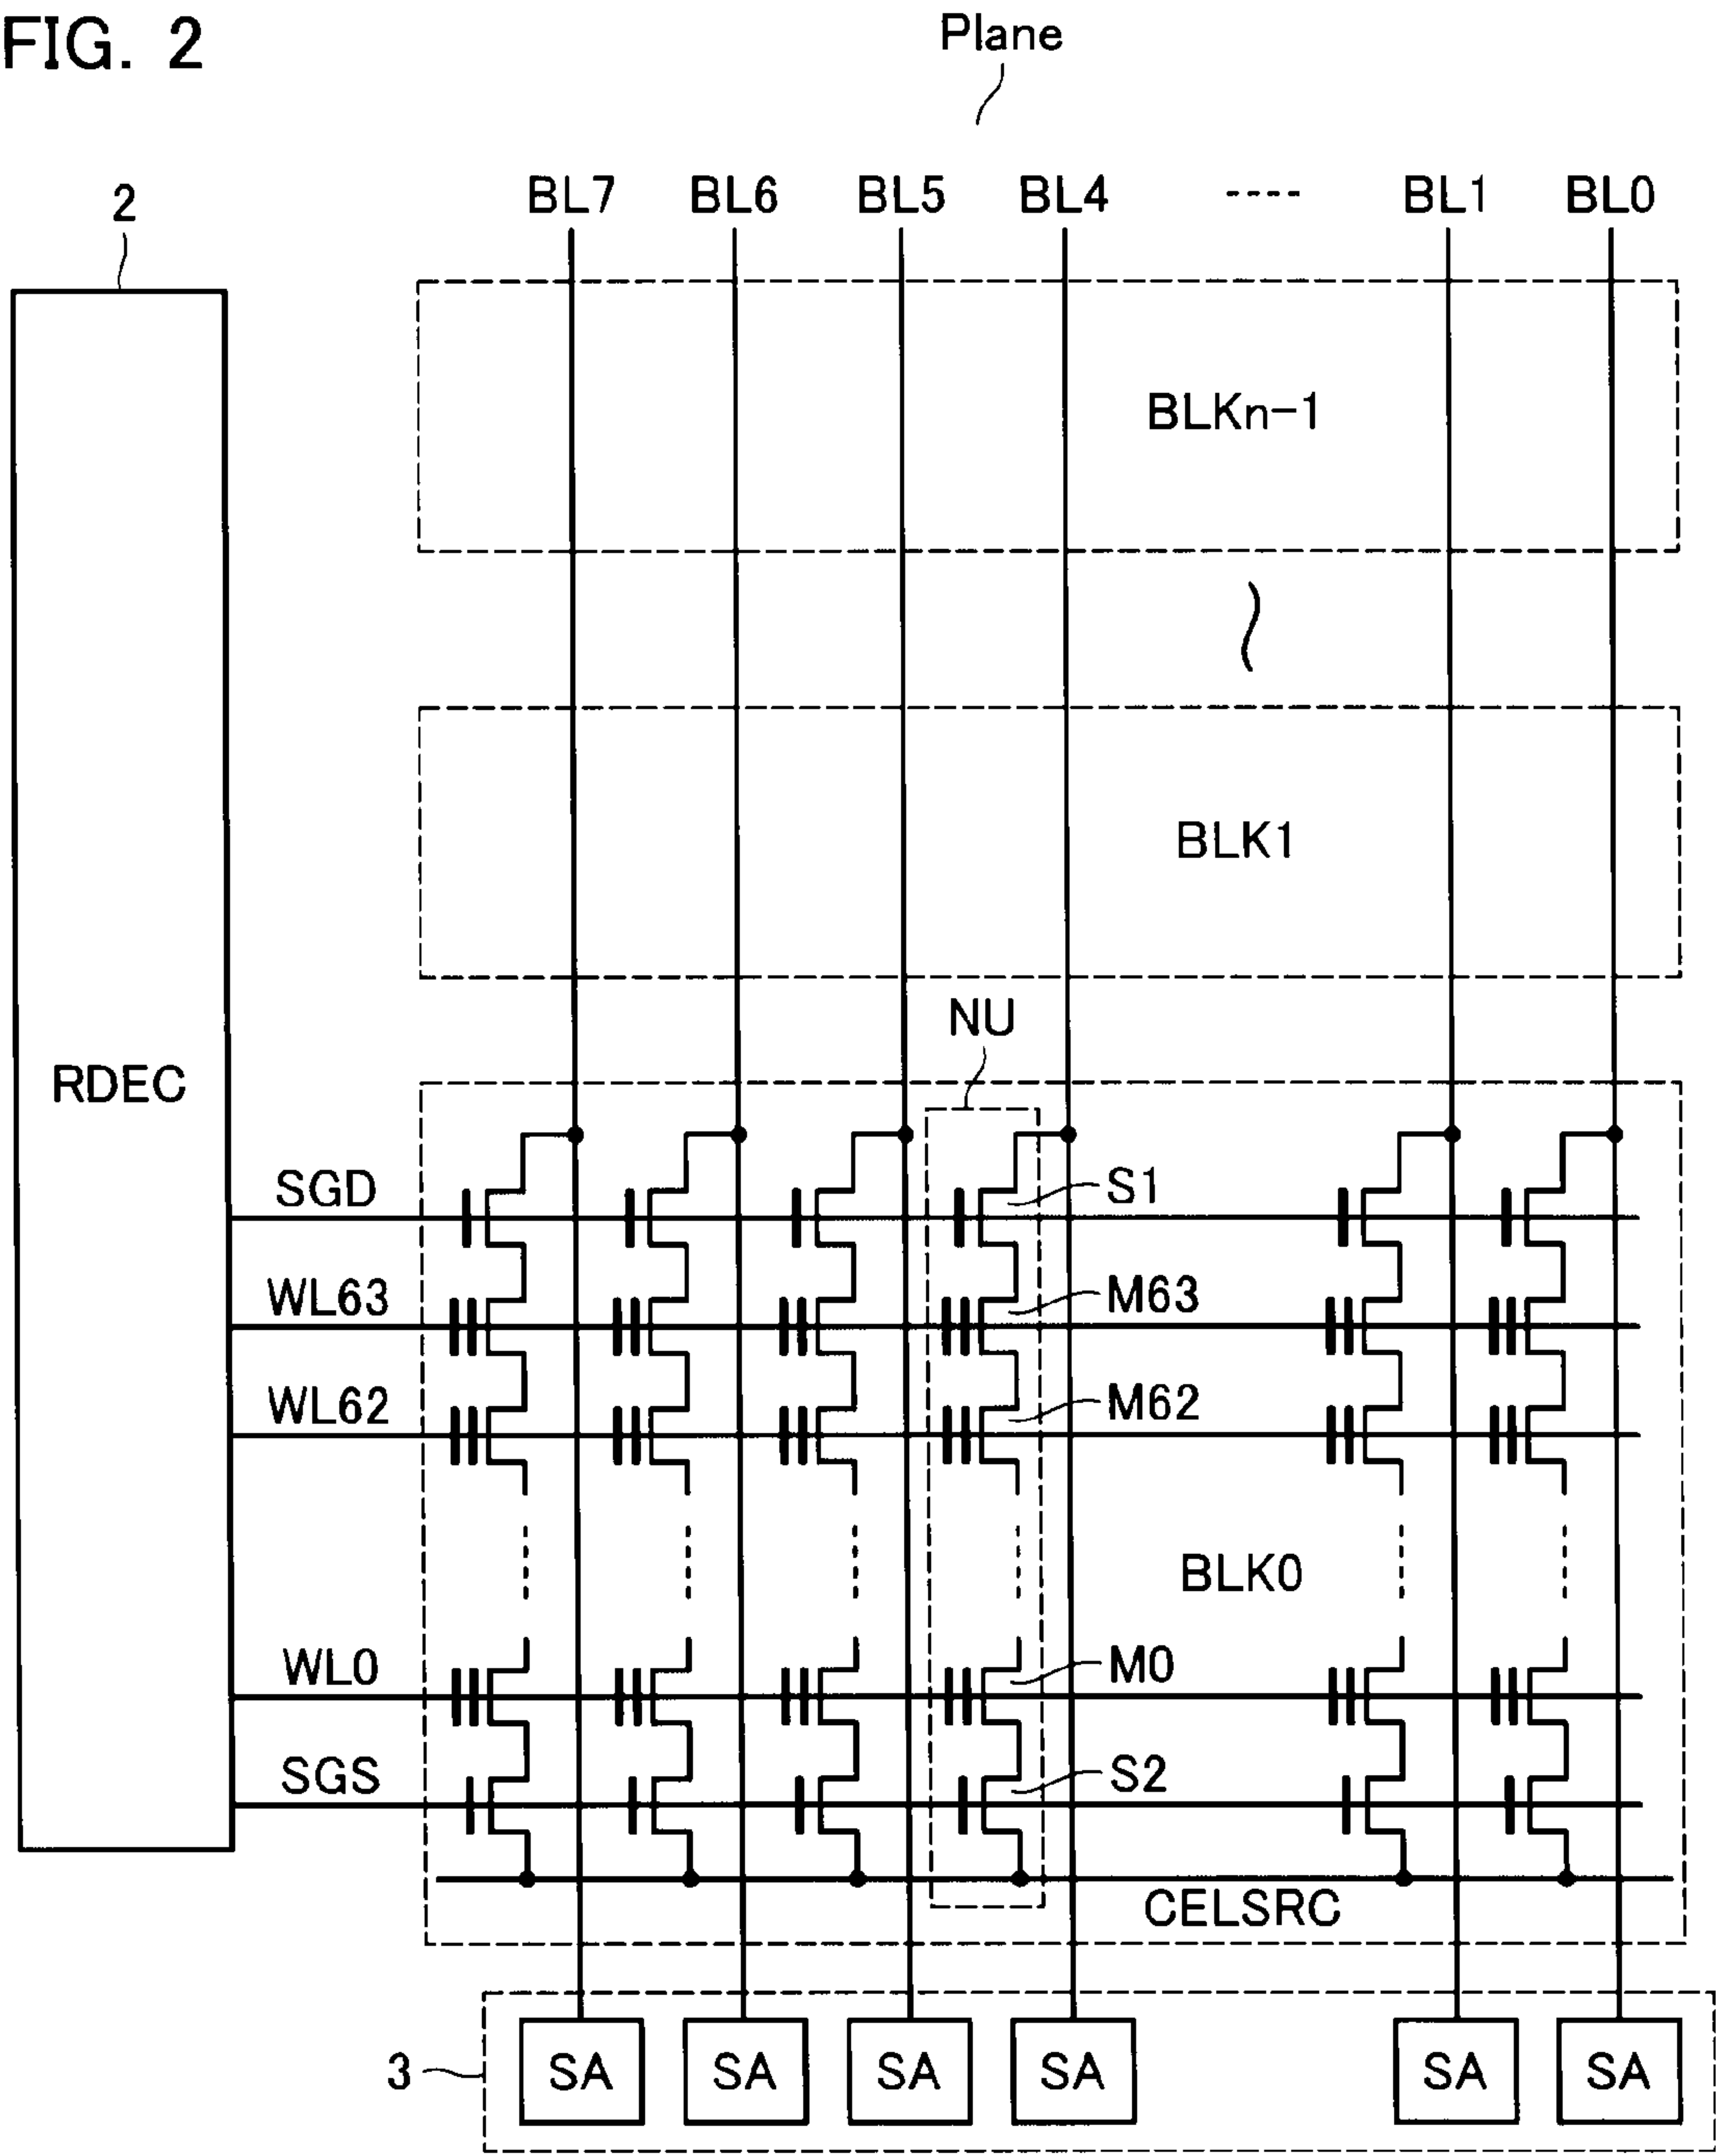 FIG. 2
Plane
2
BL7 BL6 BL5 BL4 ---- BL1 BL0
BLKn-1
BLK1
NU
RDEC
SGD S1
WL63 M63
WL62 M62
BLK0
WL0 M0
SGS S2
CELSRC
3 SA SA SA SA SA SA